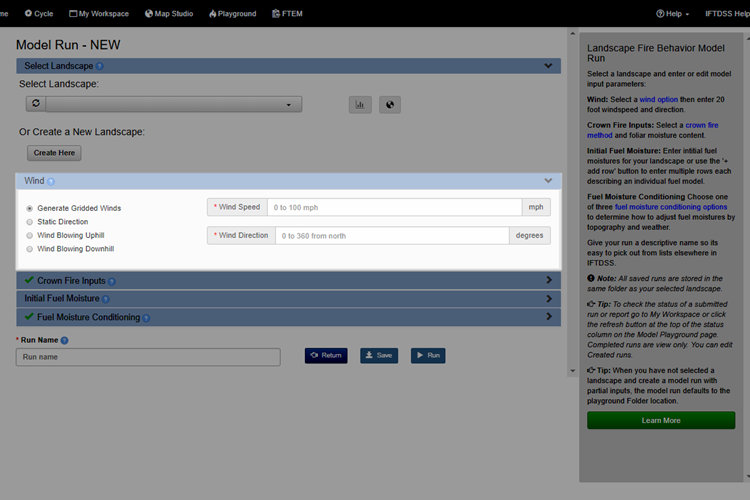 me Cycle My Workspace Map Studio Playground FTEM Help IFTDSS Help
Model Run - NEW
Select Landscape
Select Landscape:
Or Create a New Landscape:
Create Here
Wind
Generate Gridded Winds
Static Direction
Wind Blowing Uphill
Wind Blowing Downhill
* Wind Speed 0 to 100 mph mph
* Wind Direction 0 to 360 from north degrees
Crown Fire Inputs
Initial Fuel Moisture
Fuel Moisture Conditioning
* Run Name
Run name
Return Save Run
Landscape Fire Behavior Model
Run
Select a landscape and enter or edit model
input parameters:
Wind: Select a wind option then enter 20
foot windspeed and direction.
Crown Fire Inputs: Select a crown fire
method and foliar moisture content.
Initial Fuel Moisture: Enter intitial fuel
moistures for your landscape or use the '+
add row' button to enter multiple rows each
describing an individual fuel model.
Fuel Moisture Conditioning Choose one
of three fuel moisture conditioning options
to determine how to adjust fuel moistures by
topography and weather.
Give your run a descriptive name so its
easy to pick out from lists elsewhere in
IFTDSS.
Note: All saved runs are stored in the
same folder as your selected landscape.
Tip: To check the status of a submitted
run or report go to My Workspace or click
the refresh button at the top of the status
column on the Model Playground page.
Completed runs are view only. You can edit
Created runs.
Tip: When you have not selected a
landscape and create a model run with
partial inputs, the model run defaults to the
playground Folder location.
Learn More